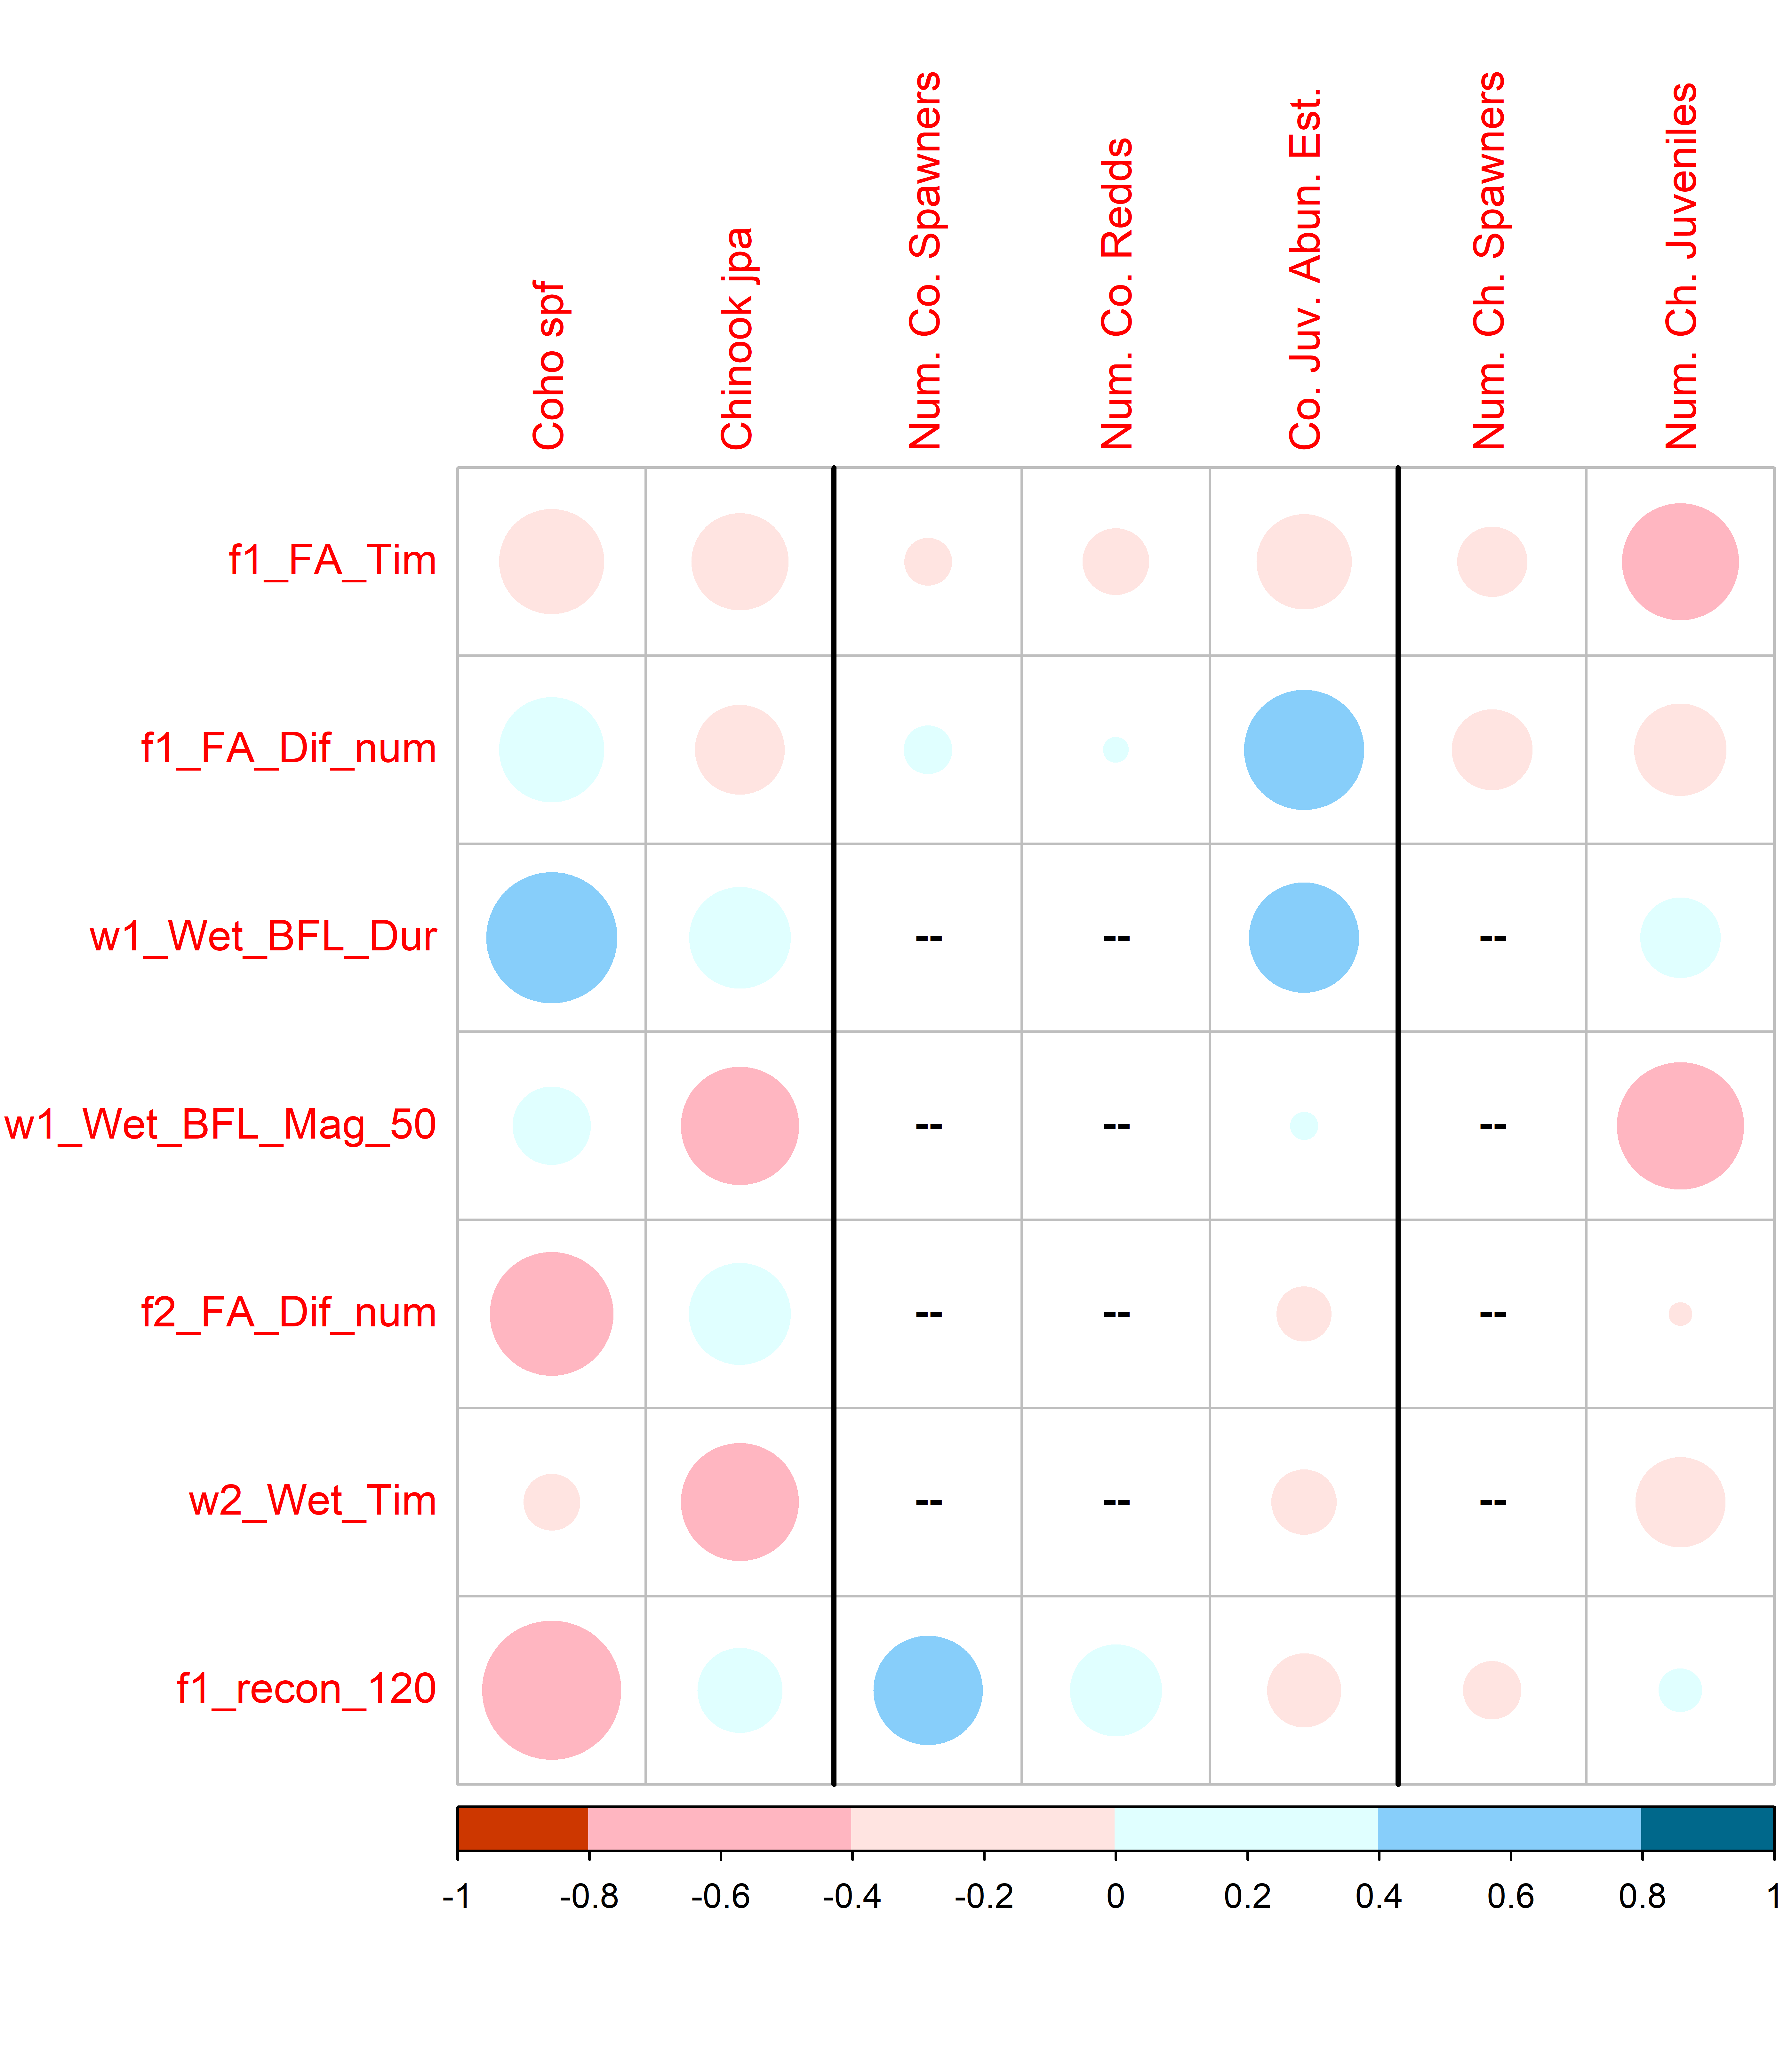 Coho spf
Chinook jpa
Num. Co. Spawners
Num. Co. Redds
Co. Juv. Abun. Est.
Num. Ch. Spawners
Num. Ch. Juveniles
f1_FA_Tim
f1_FA_Dif_num
w1_Wet_BFL_Dur
-- -- --
w1_Wet_BFL_Mag_50
-- -- --
f2_FA_Dif_num
-- -- --
w2_Wet_Tim
-- -- --
f1_recon_120
-1 -0.8 -0.6 -0.4 -0.2 0 0.2 0.4 0.6 0.8 1